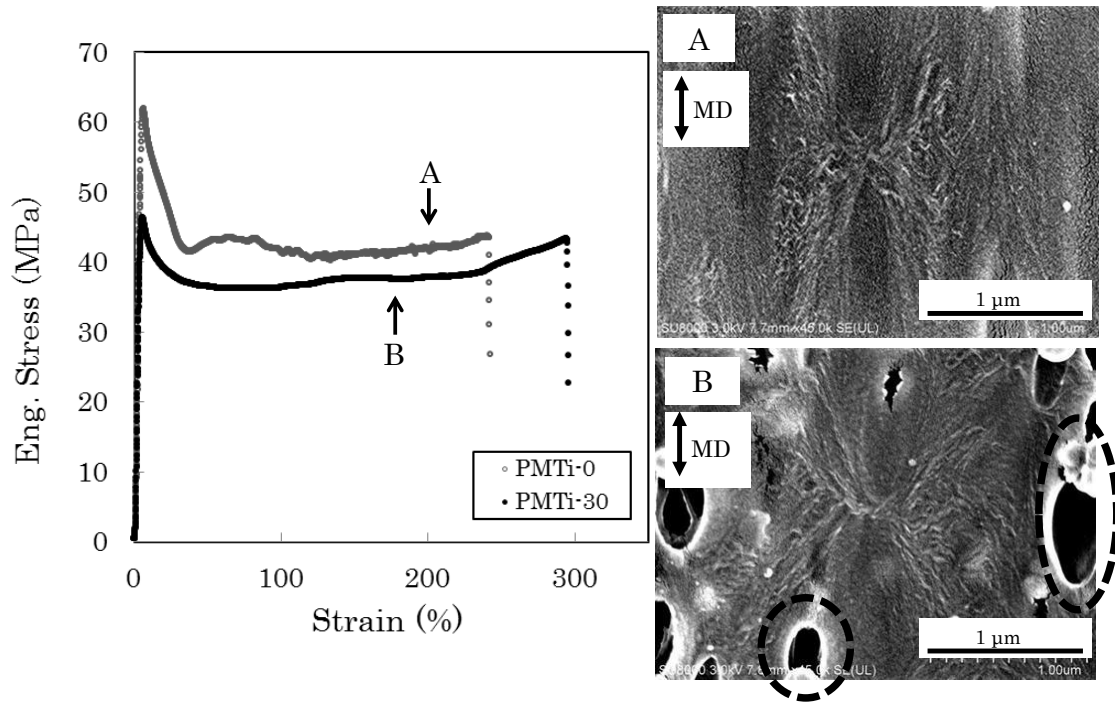 70
60
50
40
30
20
10
0
0
100
200
300
Eng. Stress (MPa)
Strain (%)
A
B
PMTi-0
PMTi-30
A
MD
1 μm
SU8000 3.0kV 7.7mm x45.0k SE(UL)
1.00um
B
MD
1 μm
1.00um